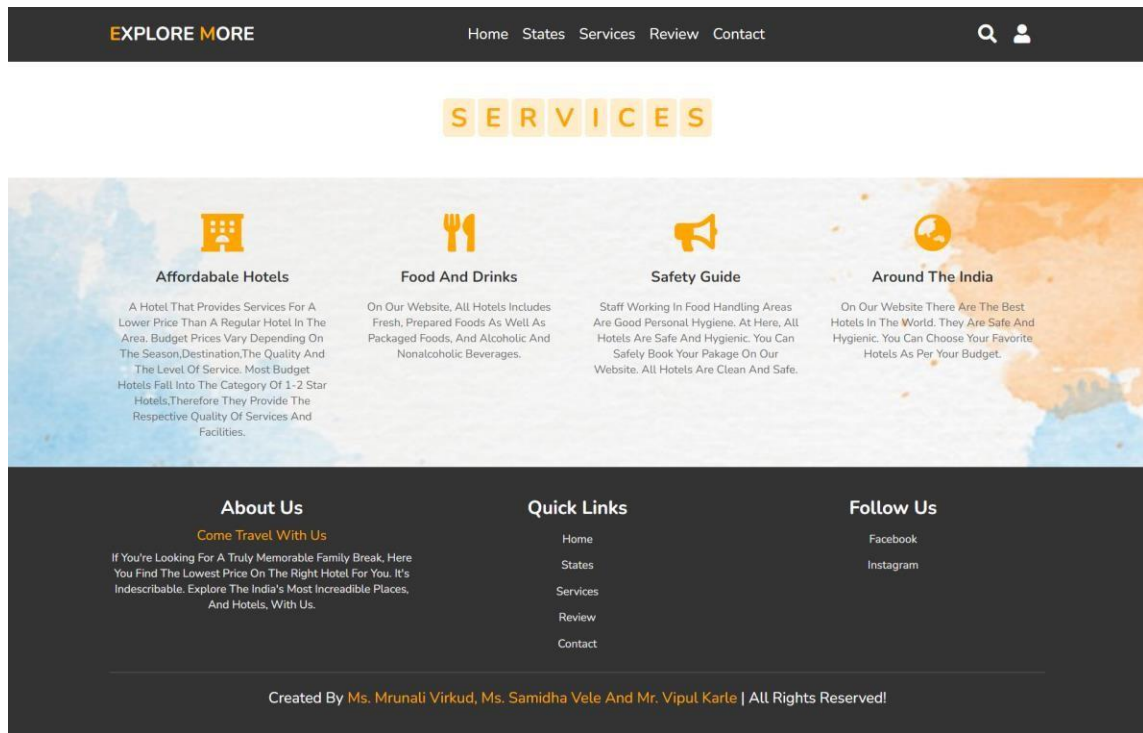 EXPLORE MORE
Home States Services Review Contact
SERVICES
Affordabale Hotels
A Hotel That Provides Services For A
Lower Price Than A Regular Hotel In The
Area. Budget Prices Vary Depending On
The Season,Destination,The Quality And
The Level Of Service. Most Budget
Hotels Fall Into The Category Of 1-2 Star
Hotels,Therefore They Provide The
Respective Quality Of Services And
Facilities.
Food And Drinks
On Our Website, All Hotels Includes
Fresh, Prepared Foods As Well As
Packaged Foods, And Alcoholic And
Nonalcoholic Beverages.
Safety Guide
Staff Working In Food Handling Areas
Are Good Personal Hygiene. At Here, All
Hotels Are Safe And Hygienic. You Can
Safely Book Your Pakage On Our
Website. All Hotels Are Clean And Safe.
Around The India
On Our Website There Are The Best
Hotels In The World. They Are Safe And
Hygienic. You Can Choose Your Favorite
Hotels As Per Your Budget.
About Us
Come Travel With Us
If You're Looking For A Truly Memorable Family Break, Here
You Find The Lowest Price On The Right Hotel For You. It's
Indescribable. Explore The India's Most Increadible Places,
And Hotels, With Us.
Quick Links
Home
States
Services
Review
Contact
Follow Us
Facebook
Instagram
Created By Ms. Mrunali Virkud, Ms. Samidha Vele And Mr. Vipul Karle | All Rights Reserved!